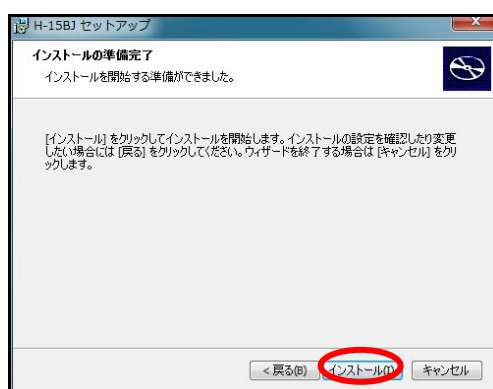 H-15BJ セットアップ
インストールの準備完了
インストールを開始する準備ができました。
[インストール] をクリックしてインストールを開始します。インストールの設定を確認したり変更
したい場合には [戻る] をクリックしてください。ウィザードを終了する場合は [キャンセル] をクリ
ックします。
< 戻る(B)
インストール(I)
キャンセル